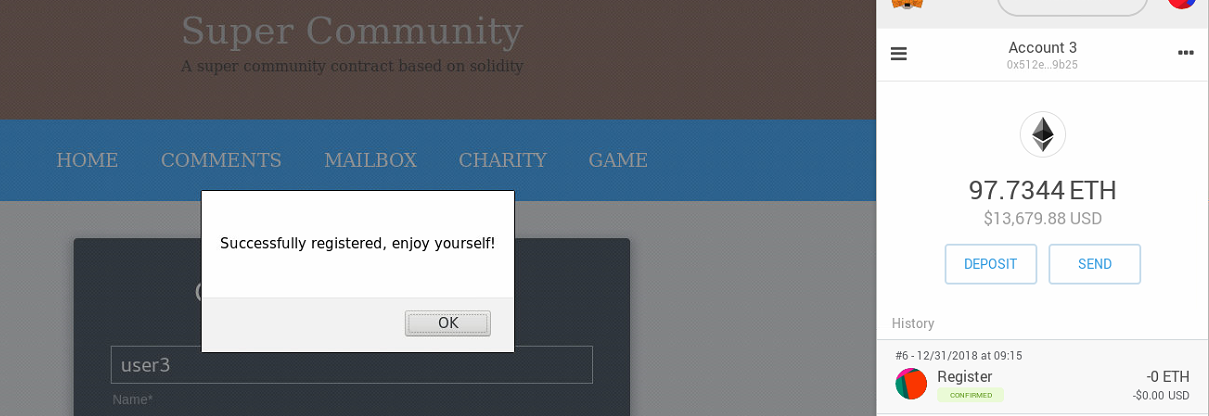 Super Community
A super community contract based on solidity
HOME COMMENTS MAILBOX CHARITY GAME
Successfully registered, enjoy yourself!
OK
user3
Name*
Account 3
0x512e...9b25
97.7344 ETH
$13,679.88 USD
DEPOSIT SEND
History
#6 - 12/31/2018 at 09:15
Register -0 ETH
CONFIRMED -$0.00 USD